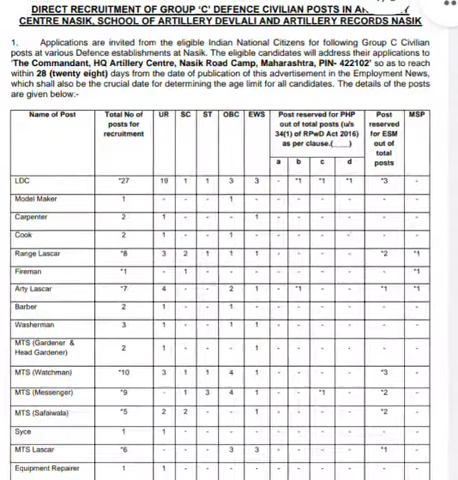 DIRECT RECRUITMENT OF GROUP 'C' DEFENCE CIVILIAN POSTS IN
CENTRE NASIK, SCHOOL OF ARTILLERY DEVLALI AND ARTILLERY RECORDS NASIK
1. Applications are invited from the eligible Indian National Citizens for following Group C Civilian
posts at various Defence establishments at Nasik. The eligible candidates will address their applications to
'The Commandant, HQ Artillery Centre, Nasik Road Camp, Maharashtra, PIN- 422102' so as to reach
within 28 (twenty eight) days from the date of publication of this advertisement in the Employment News,
which shall also be the crucial date for determining the age limit for all candidates. The details of the posts
are given below:-
Name of Post Total No of posts for recruitment UR SC ST OBC EWS Post reserved for PHP out of total posts (u/s 34(1) of RPwD Act 2016) as per clause.(___) Post reserved for ESM out of total posts MSP
a b c d
LDC *27 19 1 1 3 3 - *1 *1 *1 *3 -
Model Maker 1 - - - 1 - - - - - - -
Carpenter 2 1 - - - 1 - - - - - -
Cook 2 1 - - 1 - - - - - - -
Range Lascar *8 3 2 1 1 1 - - - - *2 *1
Fireman *1 - 1 - - - - - - - - *1
Arty Lascar *7 4 - - 2 1 - *1 - - *1 *1
Barber 2 1 - - 1 - - - - - - -
Washerman 3 1 - - 1 1 - - - - - -
MTS (Gardener & Head Gardener) 2 1 - - - 1 - - - - - -
MTS (Watchman) *10 3 1 1 4 1 - - - - *3 -
MTS (Messenger) *9 - 1 3 4 1 - - *1 - *2 -
MTS (Safaiwala) *5 2 2 - - 1 - - - - *2 -
Syce 1 1 - - - - - - - - - -
MTS Lascar *6 - - - 3 3 - - - - *1 -
Equipment Repairer 1 1 - - - - - - - - - -